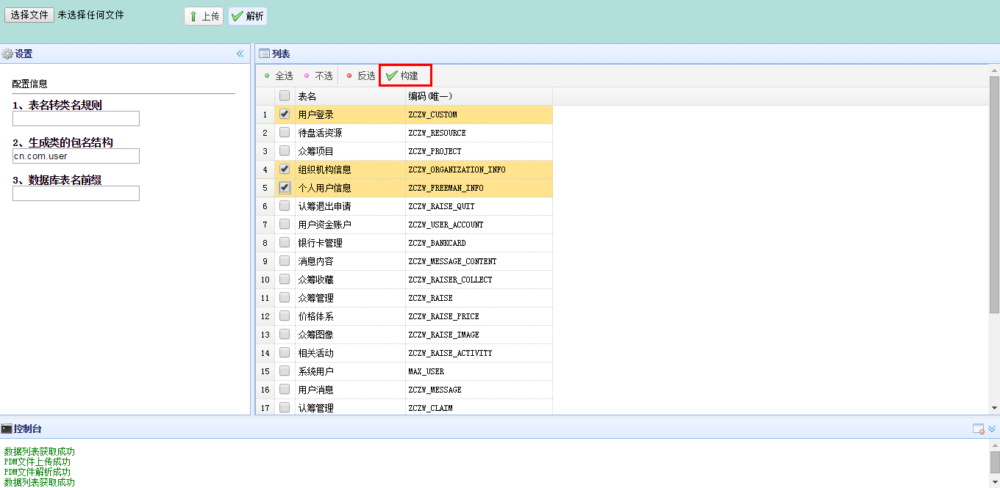 选择文件 未选择任何文件 上传 解析
设置
列表
全选 不选 反选 构建
配置信息
1、表名转类名规则
2、生成类的包名结构
cn.com.user
3、数据库表名前缀
表名 编码(唯一)
1 用户登录 ZCZW_CUSTOM
2 待盘活资源 ZCZW_RESOURCE
3 众筹项目 ZCZW_PROJECT
4 组织机构信息 ZCZW_ORGANIZATION_INFO
5 个人用户信息 ZCZW_FREEMAN_INFO
6 认筹退出申请 ZCZW_RAISE_QUIT
7 用户资金账户 ZCZW_USER_ACCOUNT
8 银行卡管理 ZCZW_BANKCARD
9 消息内容 ZCZW_MESSAGE_CONTENT
10 众筹收藏 ZCZW_RAISER_COLLECT
11 众筹管理 ZCZW_RAISE
12 价格体系 ZCZW_RAISE_PRICE
13 众筹图像 ZCZW_RAISE_IMAGE
14 相关活动 ZCZW_RAISE_ACTIVITY
15 系统用户 MAX_USER
16 用户消息 ZCZW_MESSAGE
17 认筹管理 ZCZW_CLAIM
控制台
数据列表获取成功
PDM文件上传成功
PDM文件解析成功
数据列表获取成功